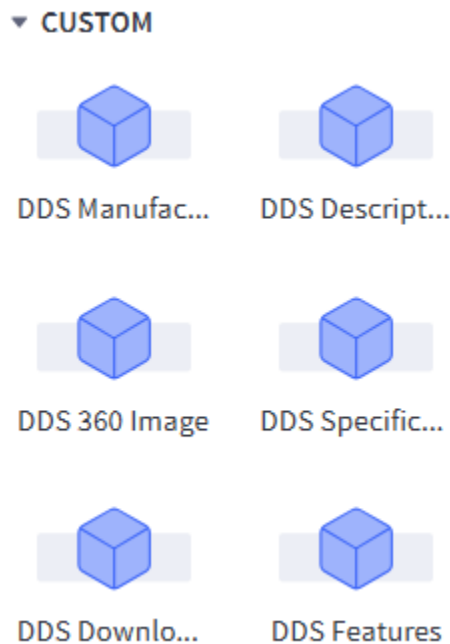 CUSTOM
DDS Manufac... DDS Descript...
DDS 360 Image DDS Specific...
DDS Downlo... DDS Features